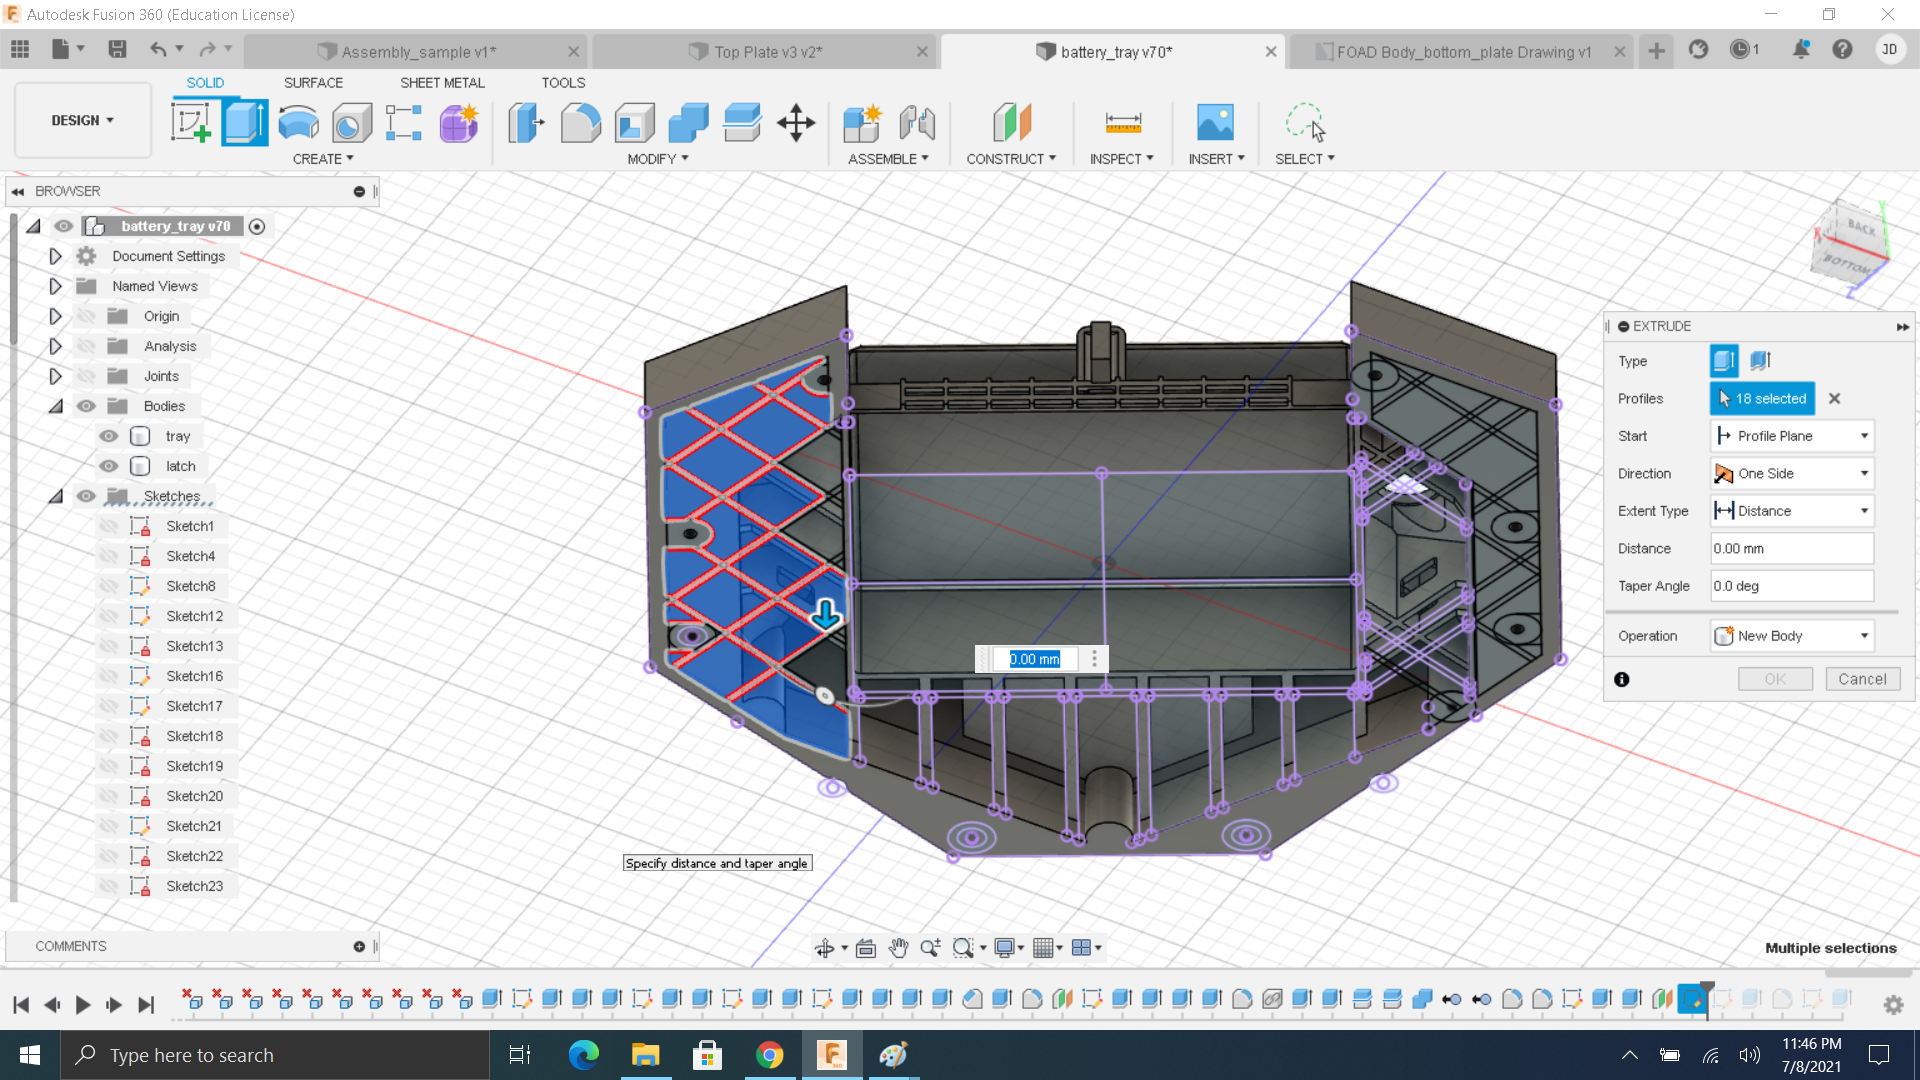 Autodesk Fusion 360 (Education License)
Assembly_sample v1*
Top Plate v3 v2*
battery_tray v70*
FOAD Body_bottom_plate Drawing v1
1
JD
DESIGN
SOLID
SURFACE
SHEET METAL
TOOLS
CREATE
MODIFY
ASSEMBLE
CONSTRUCT
INSPECT
INSERT
SELECT
BROWSER
battery_tray v70
Document Settings
Named Views
Origin
Analysis
Joints
Bodies
tray
latch
Sketches
Sketch1
Sketch4
Sketch8
Sketch12
Sketch13
Sketch16
Sketch17
Sketch18
Sketch19
Sketch20
Sketch21
Sketch22
Sketch23
BACK
BOTTOM
X
Y
Z
EXTRUDE
Type
Profiles
18 selected
Start
Profile Plane
Direction
One Side
Extent Type
Distance
Distance
0.00 mm
Taper Angle
0.0 deg
Operation
New Body
OK
Cancel
0.00 mm
Specify distance and taper angle
COMMENTS
Multiple selections
Type here to search
11:46 PM
7/8/2021